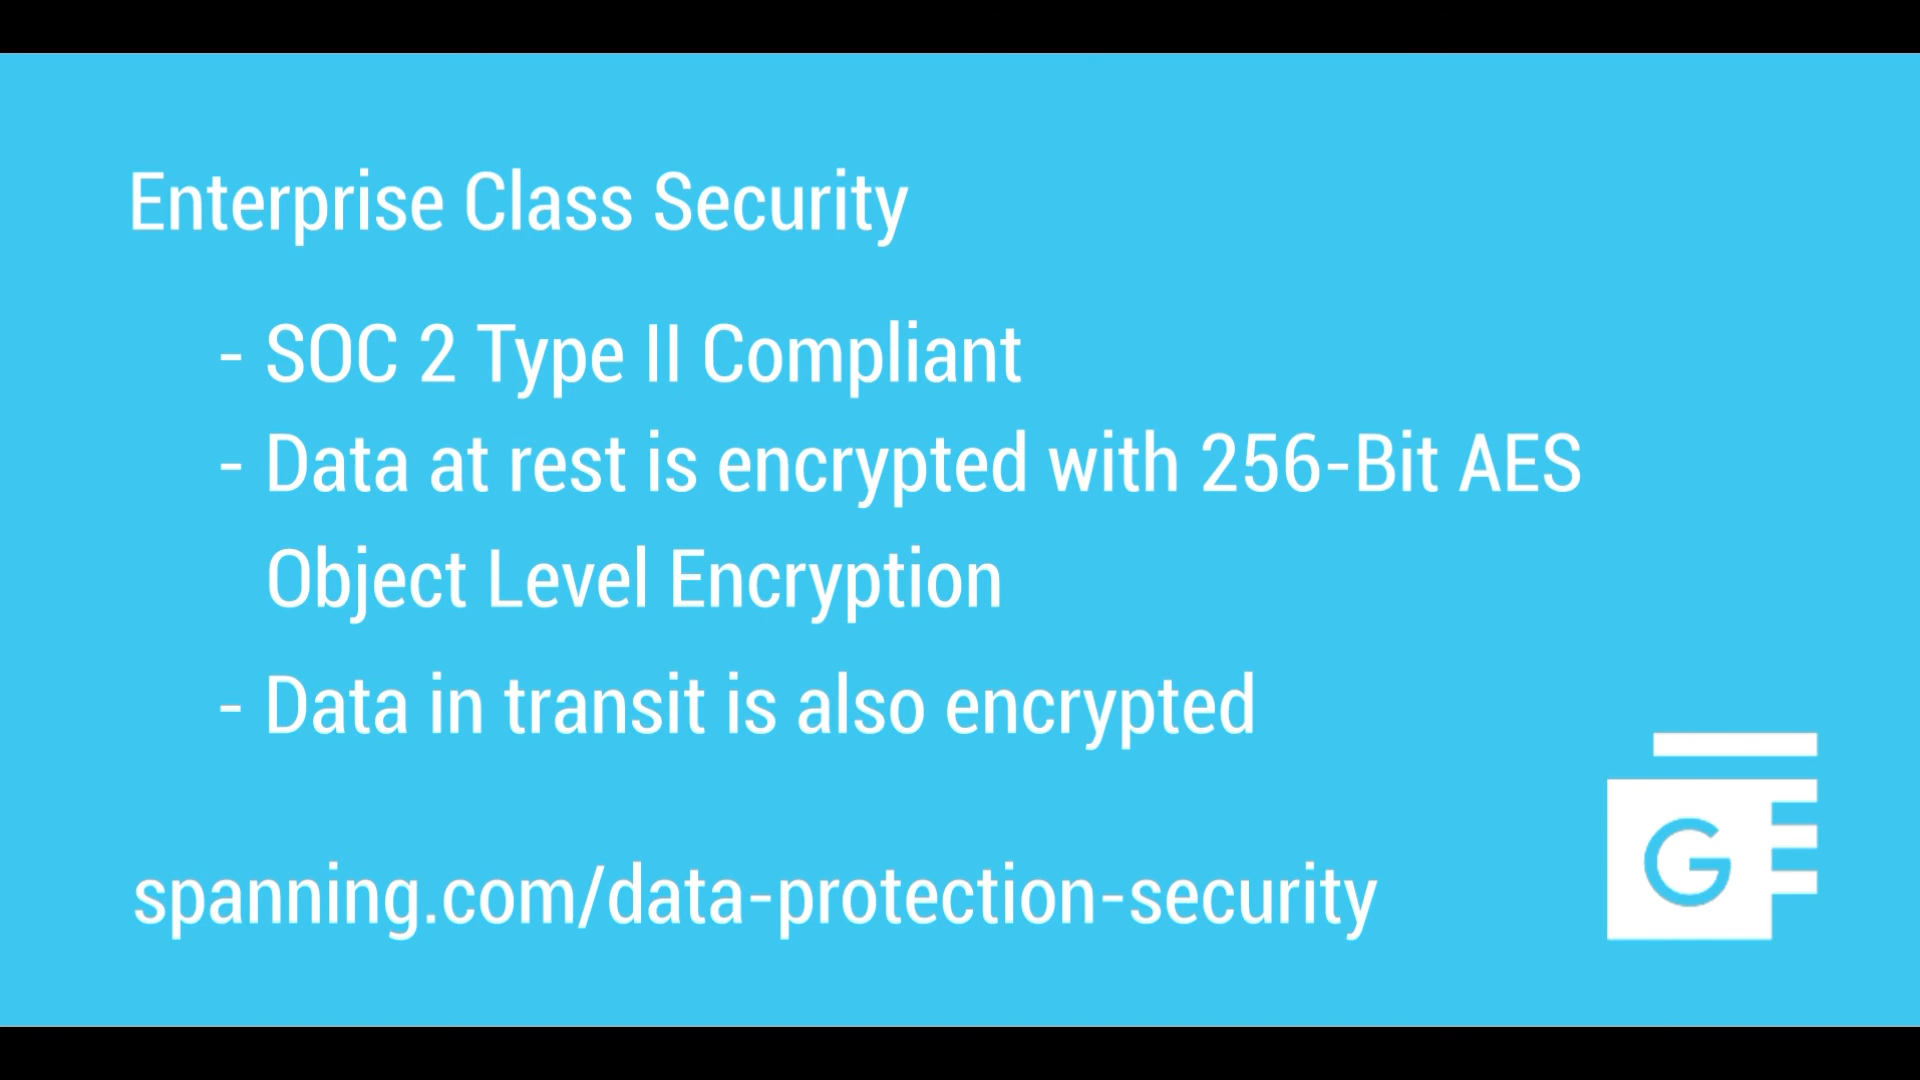 Enterprise Class Security
- SOC 2 Type II Compliant
- Data at rest is encrypted with 256-Bit AES
Object Level Encryption
- Data in transit is also encrypted
spanning.com/data-protection-security
G